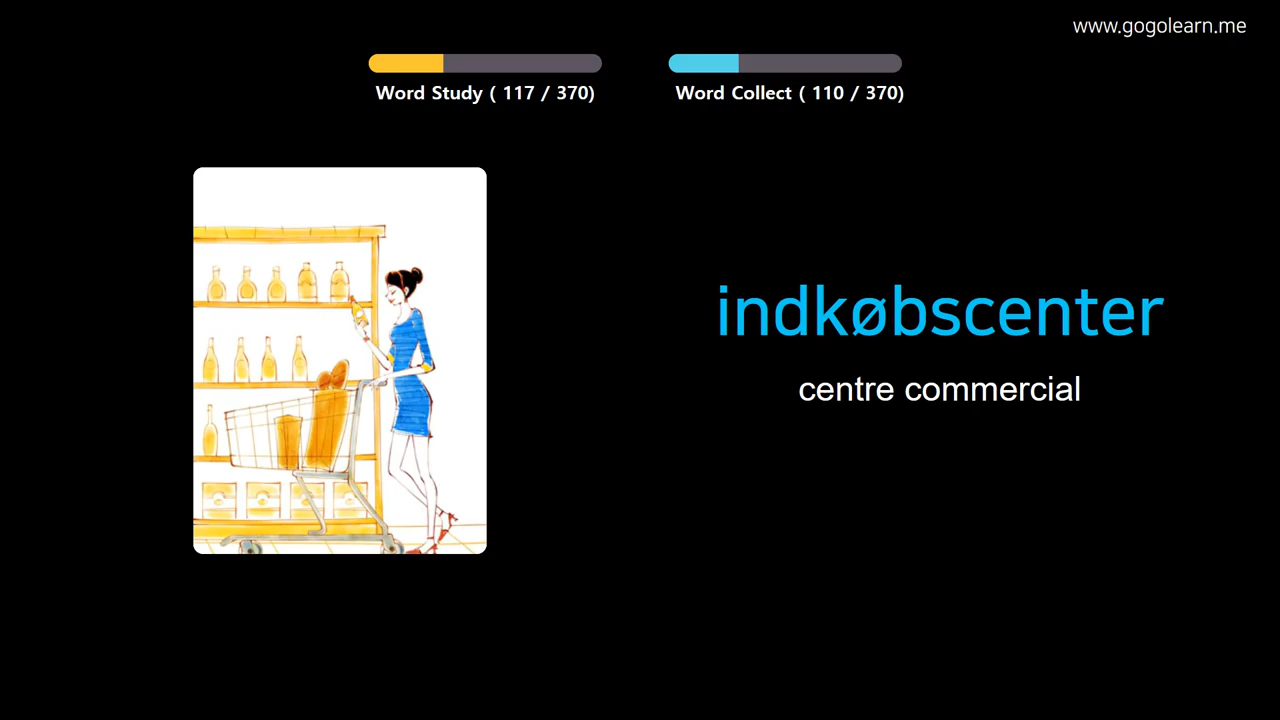 www.gogolearn.me
Word Study ( 117 / 370)
Word Collect ( 110 / 370)
indkøbscenter
centre commercial